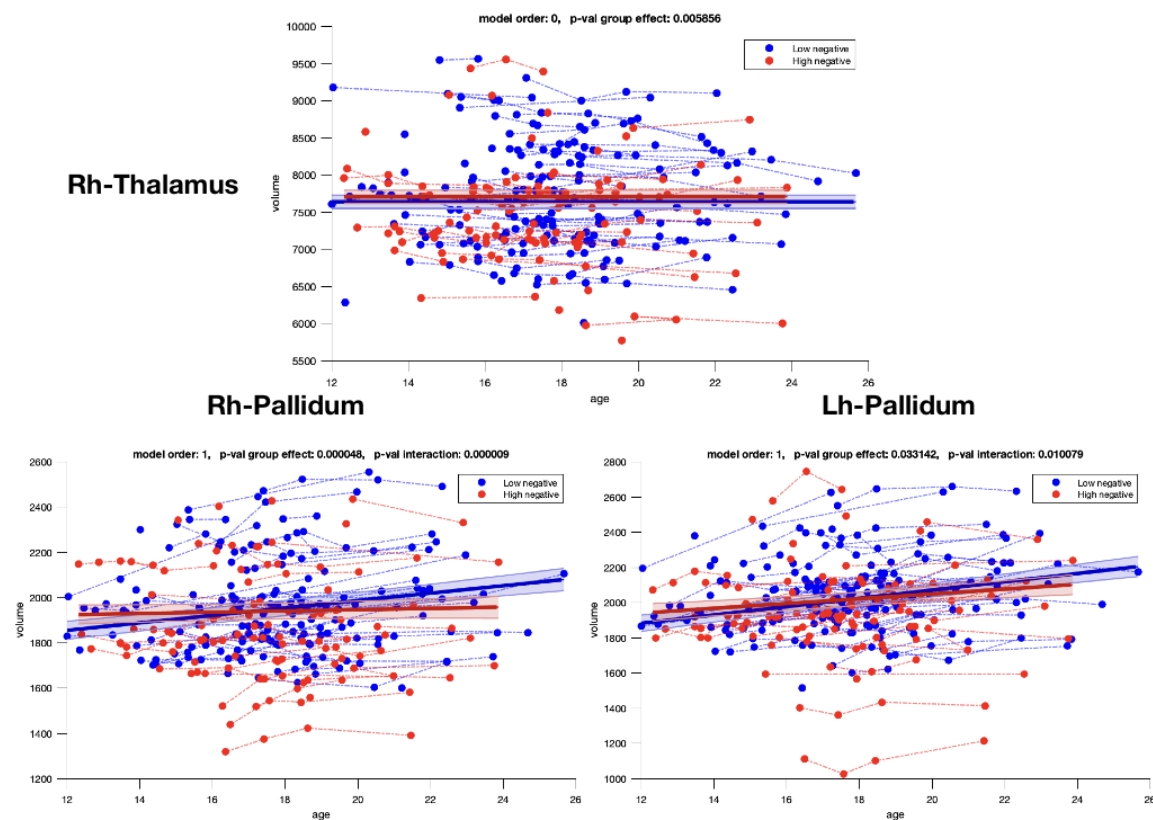 model order: 0, p-val group effect: 0.005856
10000
9500
9000
8500
8000
7500
7000
6500
6000
5500
volume
Low negative
High negative
Rh-Thalamus
12 14 16 18 20 22 24 26
age
Rh-Pallidum
Lh-Pallidum
model order: 1, p-val group effect: 0.000048, p-val interaction: 0.000009
2600
2400
2200
2000
1800
1600
1400
1200
volume
Low negative
High negative
12 14 16 18 20 22 24 26
age
model order: 1, p-val group effect: 0.033142, p-val interaction: 0.010079
2800
2600
2400
2200
2000
1800
1600
1400
1200
1000
volume
Low negative
High negative
12 14 16 18 20 22 24 26
age